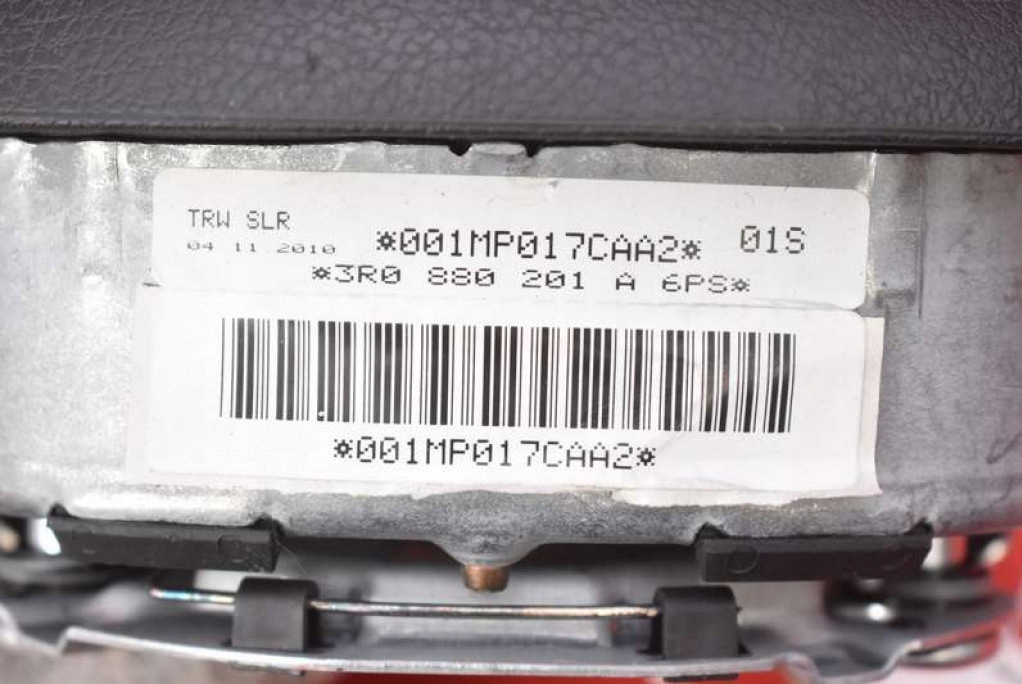 TRW SLR
04 11 2010
*001MP017CAA2* 01S
*3R0 880 201 A 6PS*
*001MP017CAA2*